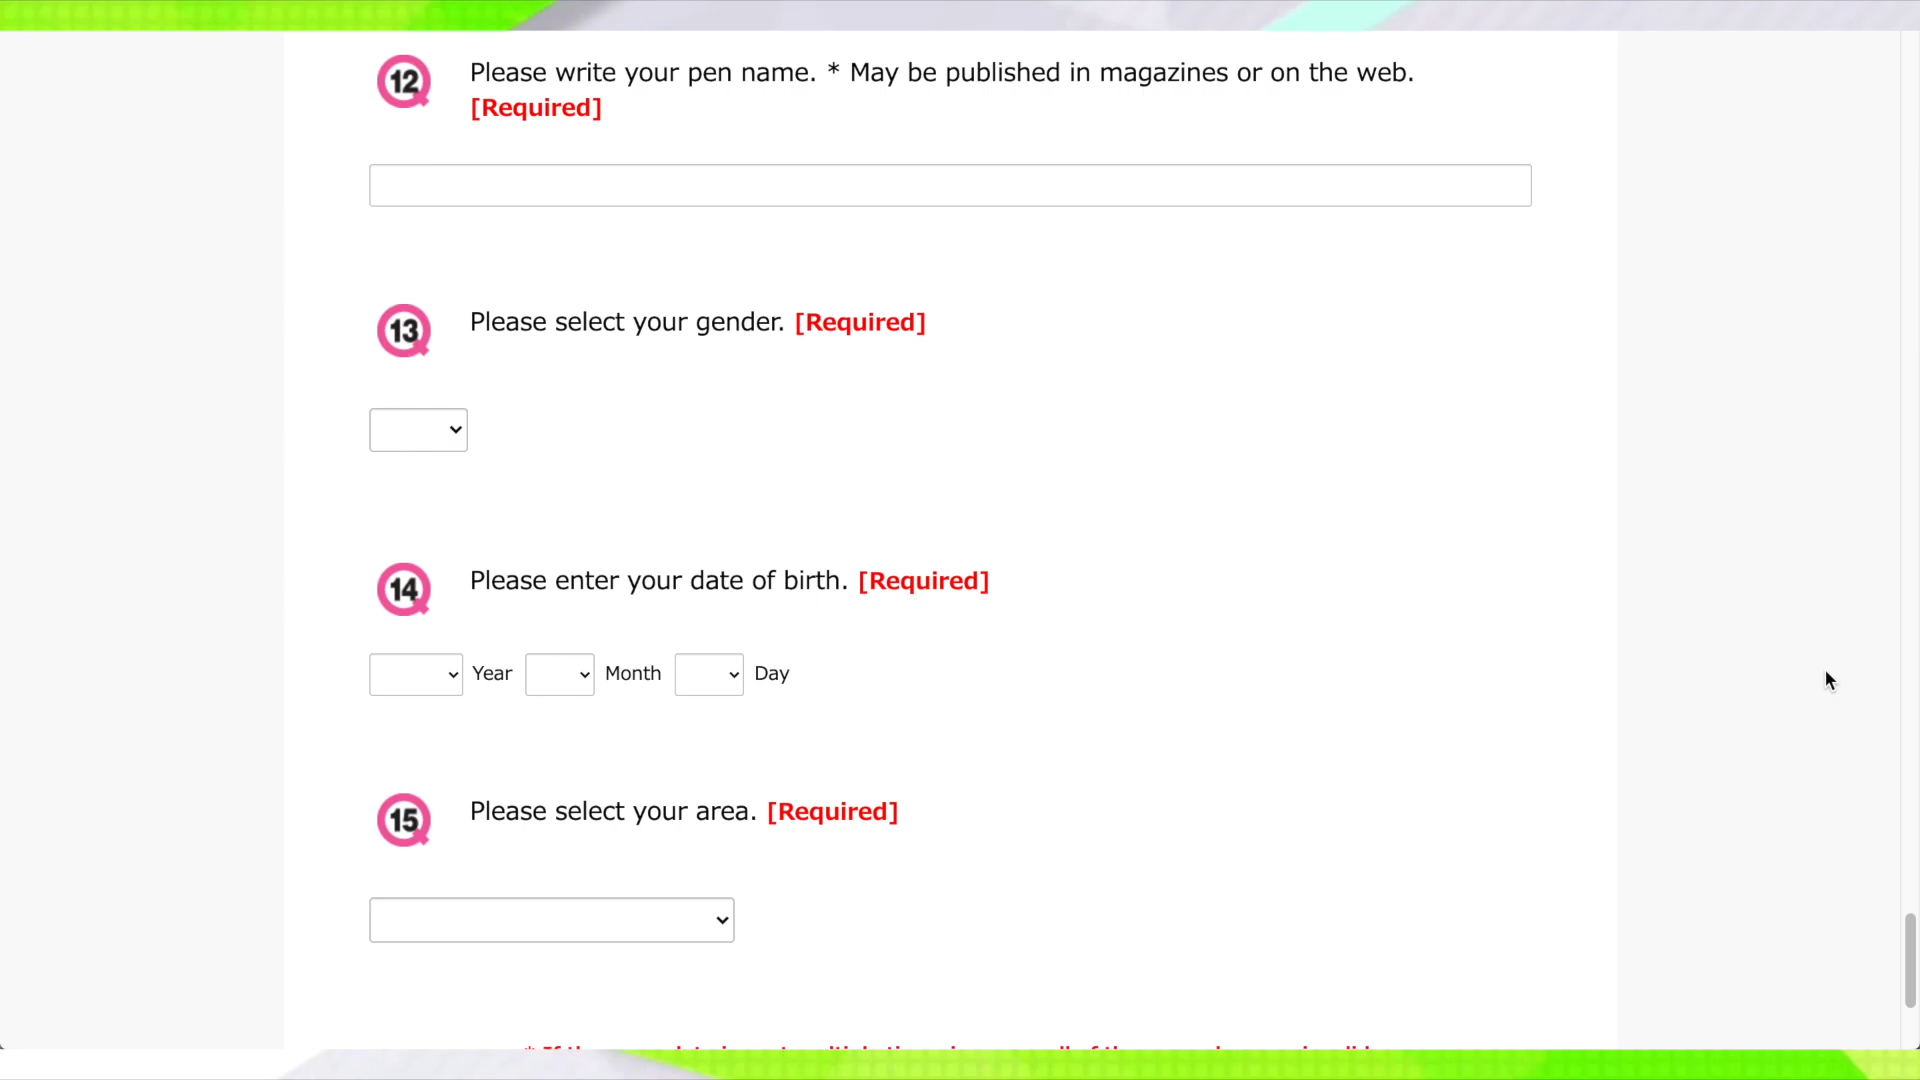 12 Please write your pen name. * May be published in magazines or on the web.
[Required]
13 Please select your gender. [Required]
14 Please enter your date of birth. [Required]
Year Month Day
15 Please select your area. [Required]